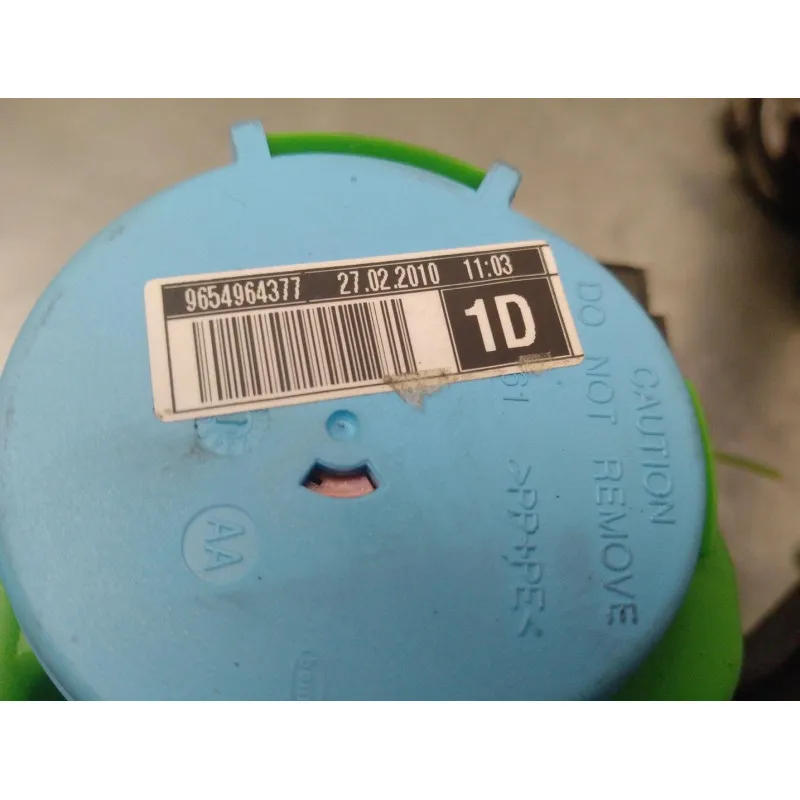 9654964377 27.02.2010 11:03
1D
CAUTION
DO NOT REMOVE
>PP+PE<
AA